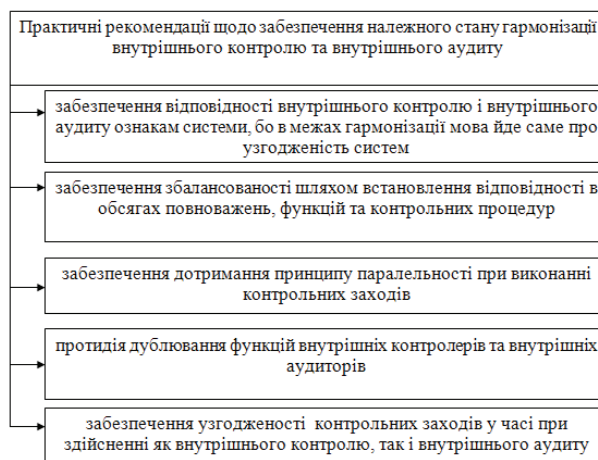 Практичні рекомендації щодо забезпечення належного стану гармонізації
внутрішнього контролю та внутрішнього аудиту
забезпечення відповідності внутрішнього контролю і внутрішнього
аудиту ознакам системи, бо в межах гармонізації мова йде саме про
узгодженість систем
забезпечення збалансованості шляхом встановлення відповідності в
обсягах повноважень, функцій та контрольних процедур
забезпечення дотримання принципу паралельності при виконанні
контрольних заходів
протидія дублювання функцій внутрішніх контролерів та внутрішніх
аудиторів
забезпечення узгодженості контрольних заходів у часі при
здійсненні як внутрішнього контролю, так і внутрішнього аудиту